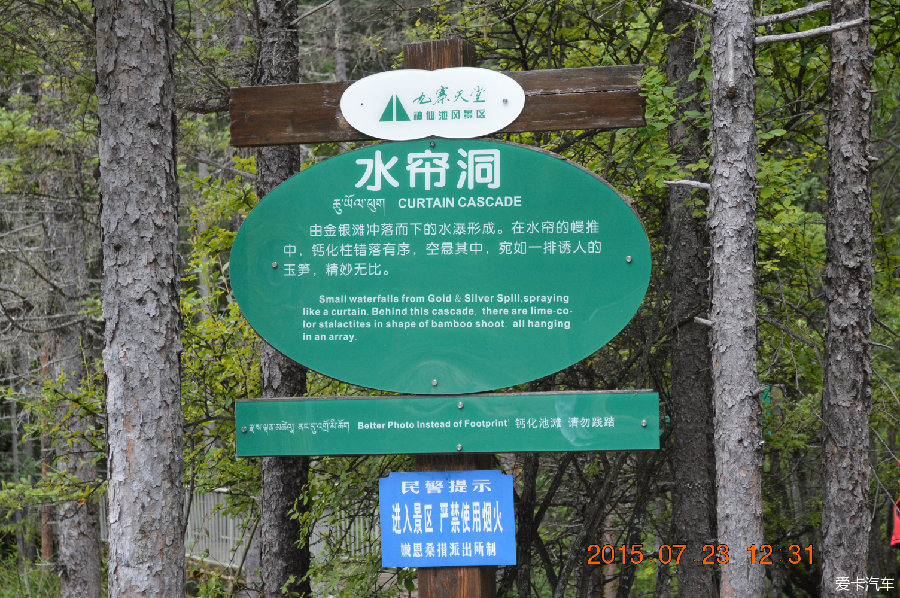 九寨天堂
神仙池风景区
水帘洞
ཆུ་ཡོལ་ཕུག
CURTAIN CASCADE
由金银滩冲落而下的水瀑形成。在水帘的幔推
中，钙化柱错落有序，空悬其中，宛如一排诱人的
玉笋，精妙无比。
Small waterfalls from Gold & Silver Spill,spraying
like a curtain. Behind this cascade, there are lime-co-
lor stalactites in shape of bamboo shoot, all hanging
in an array.
Better Photo Instead of Footprint! 钙化池滩 请勿跳踏
民警提示
进入景区 严禁使用烟火
桑措派出所制
2015.07.23 12:31
爱卡汽车